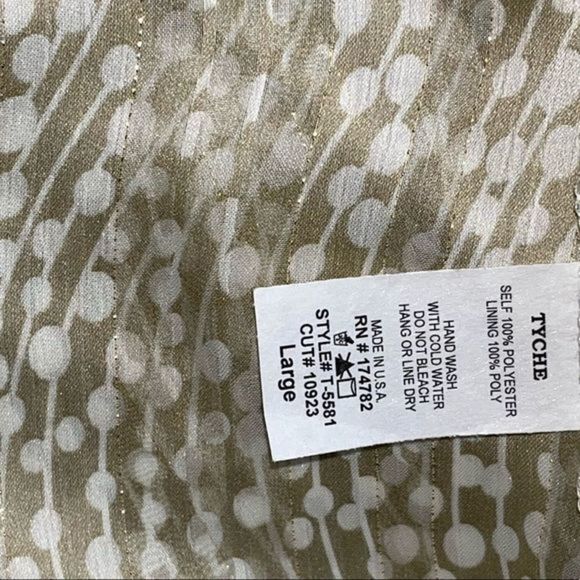 TYCHE
SELF 100% POLYESTER
LINING 100% POLY
HAND WASH
WITH COLD WATER
DO NOT BLEACH
HANG OR LINE DRY
MADE IN U.S.A.
RN # 174782
STYLE# T-5581
CUT# 10923
Large